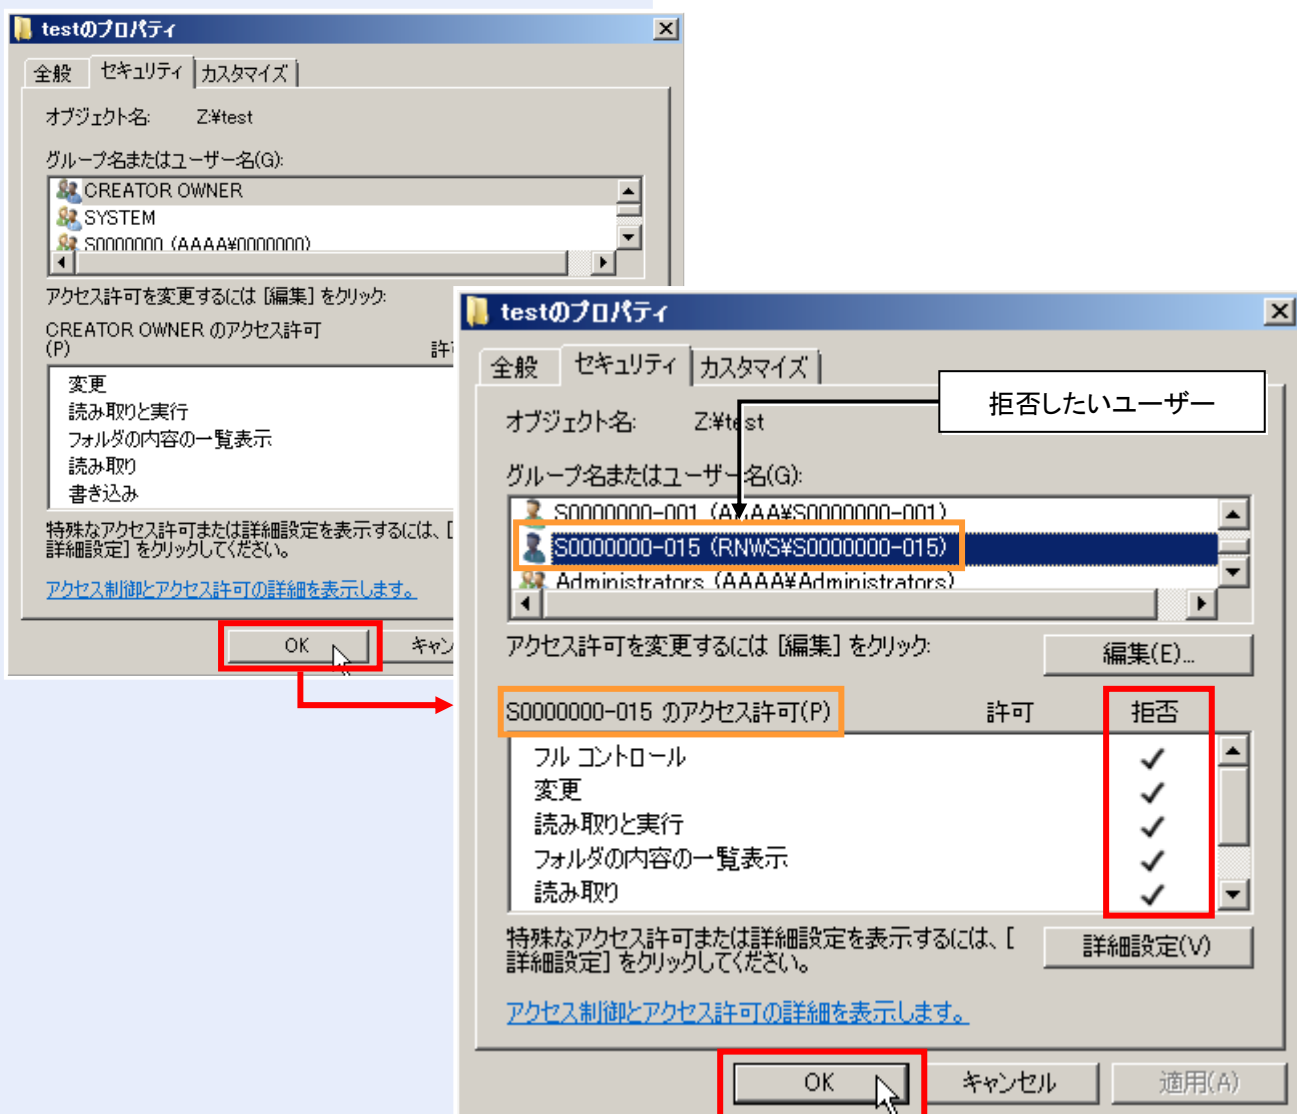 testのプロパティ
全般
セキュリティ
カスタマイズ
オブジェクト名: Z:¥test
グループ名またはユーザー名(G):
CREATOR OWNER
SYSTEM
S0000000 (AAAA¥0000000)
アクセス許可を変更するには [編集] をクリック:
CREATOR OWNER のアクセス許可
(P)
許
変更
読み取りと実行
フォルダの内容の一覧表示
読み取り
書き込み
特殊なアクセス許可または詳細設定を表示するには、[
詳細設定] をクリックしてください。
アクセス制御とアクセス許可の詳細を表示します。
OK
キャン
testのプロパティ
全般
セキュリティ
カスタマイズ
拒否したいユーザー
オブジェクト名: Z:¥test
グループ名またはユーザー名(G):
S0000000-001 (AAAA¥S0000000-001)
S0000000-015 (RNWS¥S0000000-015)
Administrators (AAAA¥Administrators)
アクセス許可を変更するには [編集] をクリック:
編集(E)...
S0000000-015 のアクセス許可(P) 許可 拒否
フル コントロール
変更
読み取りと実行
フォルダの内容の一覧表示
読み取り
特殊なアクセス許可または詳細設定を表示するには、[
詳細設定] をクリックしてください。
詳細設定(V)
アクセス制御とアクセス許可の詳細を表示します。
OK
キャンセル
適用(A)